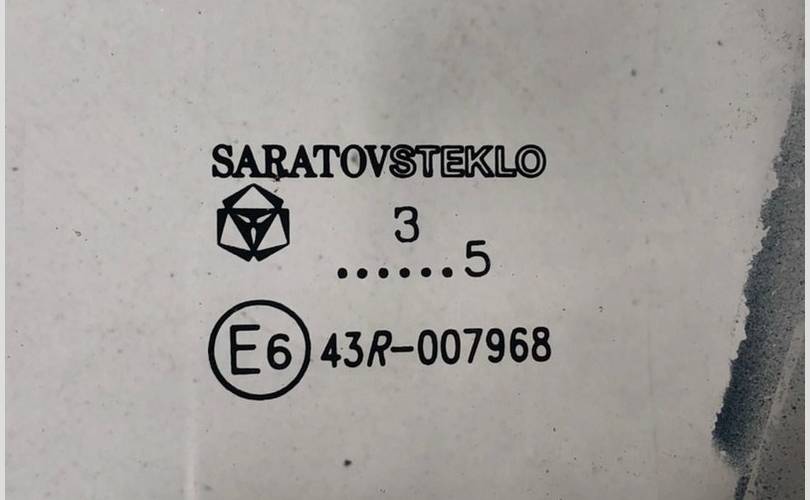 SARATOVSTEKLO
3
......5
E6 43R-007968